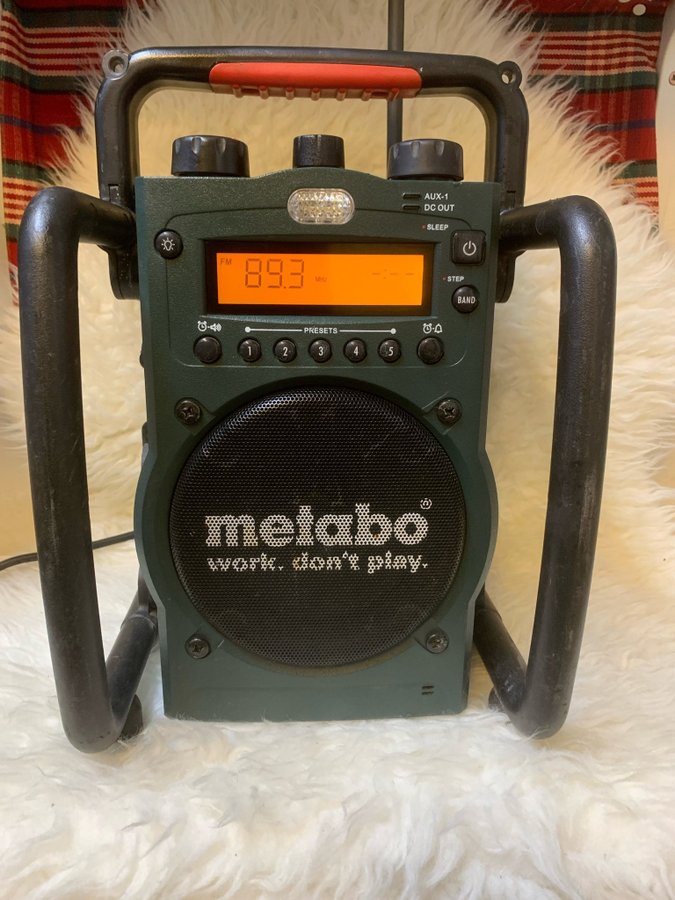 AUX-1
DC OUT
SLEEP
FM 89.3 MHz -:--
STEP
BAND
PRESETS
1 2 3 4 5
metabo
work. don't play.